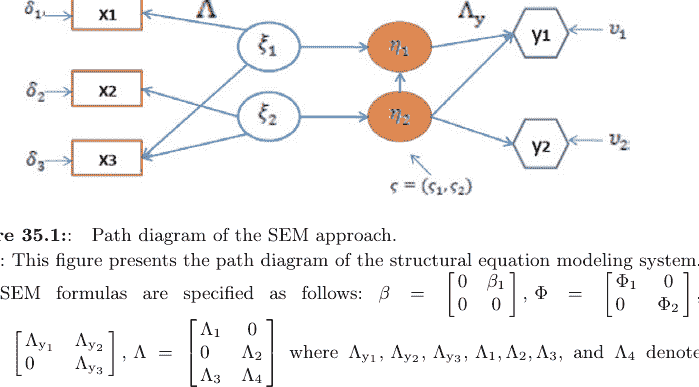 δ₁ x1 Λ ξ₁ η₁ Λy y1 υ₁
δ₂ x2 ξ₂ η₂
δ₃ x3 y2 υ₂
ς = (ς₁, ς₂)
re 35.1:: Path diagram of the SEM approach.
: This figure presents the path diagram of the structural equation modeling system.
SEM formulas are specified as follows: β = [0 β₁; 0 0], Φ = [Φ₁ 0; 0 Φ₂],
[Λy₁ Λy₂; 0 Λy₃], Λ = [Λ₁ 0; 0 Λ₂; Λ₃ Λ₄] where Λy₁, Λy₂, Λy₃, Λ₁, Λ₂, Λ₃, and Λ₄ denote